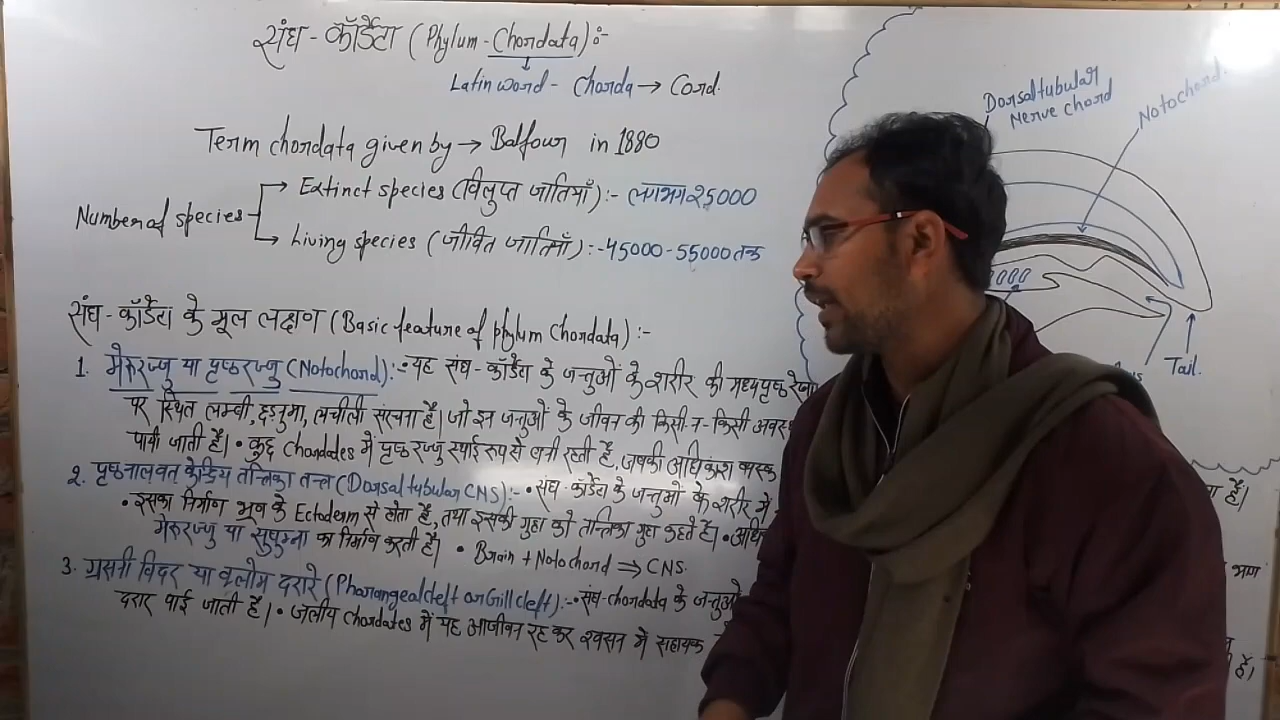 संघ-कॉर्डेटा (Phylum-Chordata):-
Latin word - Chorda → Cord.
Term chordata given by → Balfour in 1880
Number of species
Extinct species (विलुप्त जातियाँ):- लगभग 25000
Living species (जीवित जातियाँ):- 45000-55000 तक
संघ-कॉर्डेटा के मूल लक्षण (Basic feature of phylum Chordata):-
1. मेरूरज्जु या पृष्ठरज्जु (Notochord):- यह संघ-कॉर्डेटा के जन्तुओं के शरीर की मध्यपृष्ठ रेखा
पर स्थित लम्बी, छड़नुमा, लचीली संरचना है। जो इन जन्तुओं के जीवन की किसी-न-किसी
पायी जाती है। • कुछ Chordates में पृष्ठरज्जु स्थाई रूप से बनी रहती है, जबकी अधिकांश वयस्क
2. पृष्ठनालवत् केन्द्रिय तन्त्रिका तन्त्र (Dorsal tubular CNS):- • संघ-कॉर्डेटा के जन्तुओं के शरीर में
• इसका निर्माण भ्रूण के Ectoderm से होता है, तथा इसकी गुहा को तन्त्रिका गुहा कहते हैं।
मेरूरज्जु या सुषुम्ना का निर्माण करती है। • Brain + Notochord ⇒ CNS.
3. ग्रसनी विदर या क्लोम दरारे (Pharangeal cleft or Gill cleft):- • संघ-chordata के जन्तुओ
दरार पाई जाती है। • जलीय Chordates में यह आजीवन रह कर श्वसन में सहायक
Dorsal tubular
Nerve chord
Notochord.
Tail.
है।
है।